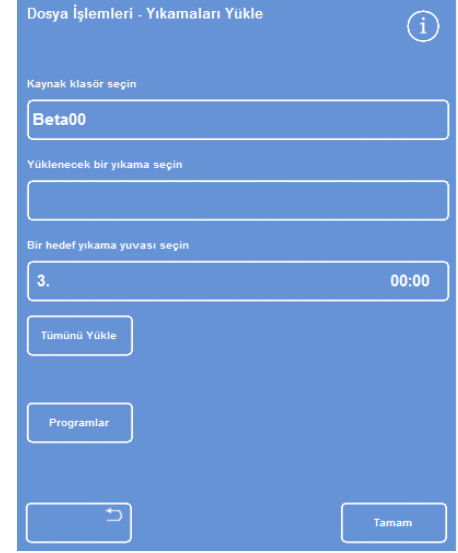 Dosya İşlemleri - Yıkamaları Yükle
i
Kaynak klasör seçin
Beta00
Yüklenecek bir yıkama seçin
Bir hedef yıkama yuvası seçin
3. 00:00
Tümünü Yükle
Programlar
Tamam